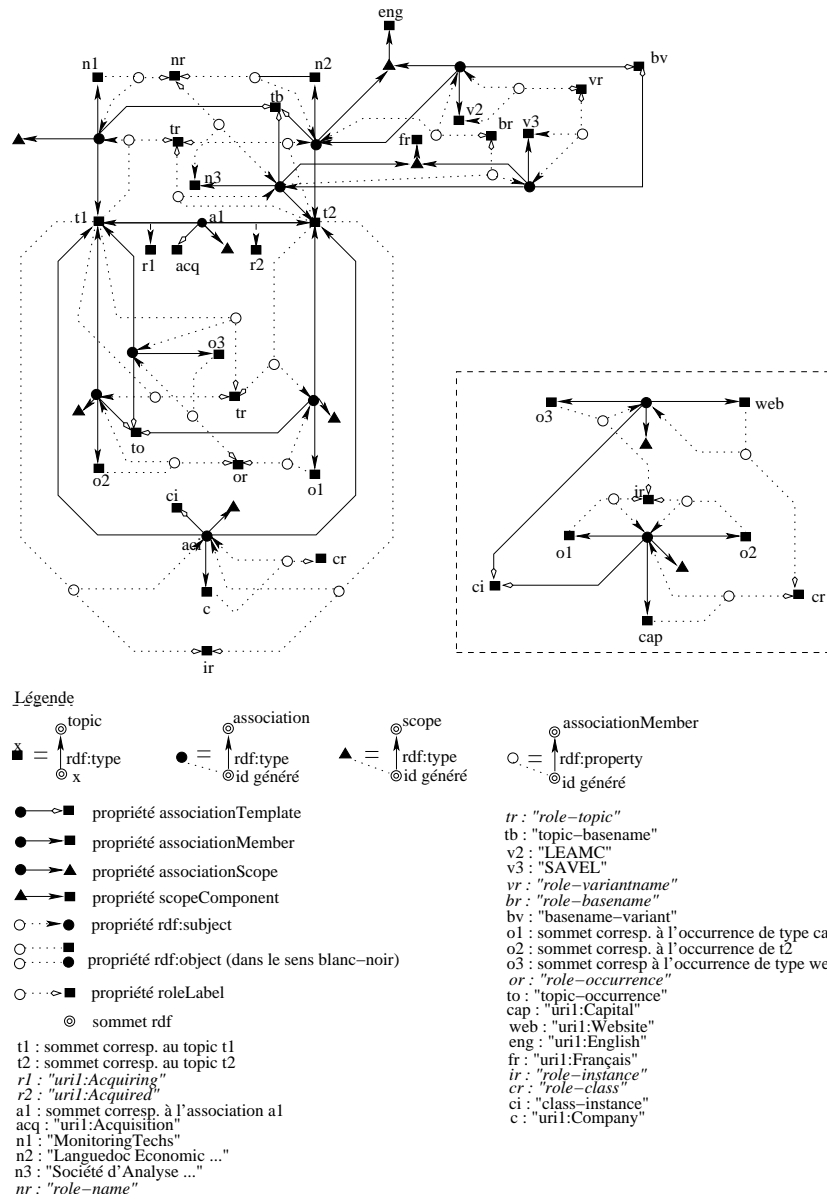 eng
n1
nr
n2
bv
vr
tb
v2
br
v3
tr
fr
n3
t1
a1
t2
r1
acq
r2
o3
tr
to
o2
or
o1
ci
cr
c
ir
o3
web
ir
o1
o2
ci
cr
cap
Légende
topic
association
scope
associationMember
x
=
rdf:type
x
=
rdf:type
id généré
=
rdf:type
id généré
=
rdf:property
id généré
propriété associationTemplate
propriété associationMember
propriété associationScope
propriété scopeComponent
propriété rdf:subject
propriété rdf:object (dans le sens blanc−noir)
propriété roleLabel
sommet rdf
t1 : sommet corresp. au topic t1
t2 : sommet corresp. au topic t2
r1 : "uri1:Acquiring"
r2 : "uri1:Acquired"
a1 : sommet corresp. à l'association a1
acq : "uri1:Acquisition"
n1 : "MonitoringTechs"
n2 : "Languedoc Economic ..."
n3 : "Société d'Analyse ..."
nr : "role−name"
tr : "role−topic"
tb : "topic−basename"
v2 : "LEAMC"
v3 : "SAVEL"
vr : "role−variantname"
br : "role−basename"
bv : "basename−variant"
o1 : sommet corresp. à l'occurrence de type ca
o2 : sommet corresp. à l'occurrence de t2
o3 : sommet corresp à l'occurrence de type we
or : "role−occurrence"
to : "topic−occurrence"
cap : "uri1:Capital"
web : "uri1:Website"
eng : "uri1:English"
fr : "uri1:Français"
ir : "role−instance"
cr : "role−class"
ci : "class−instance"
c : "uri1:Company"